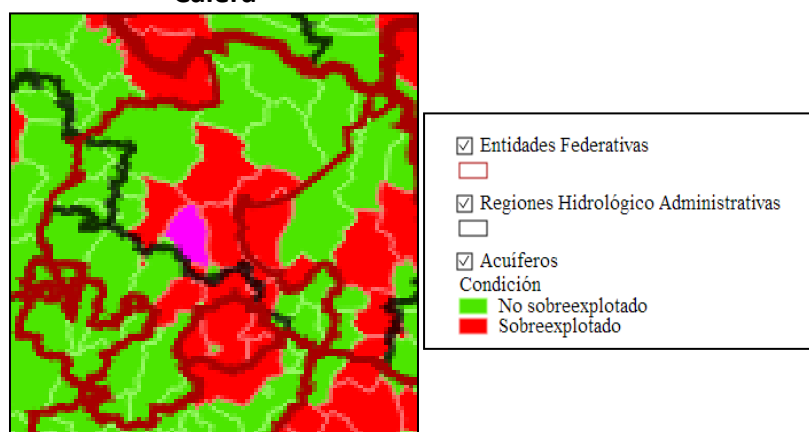 ☑ Entidades Federativas
☑ Regiones Hidrológico Administrativas
☑ Acuíferos
Condición
No sobreexplotado
Sobreexplotado